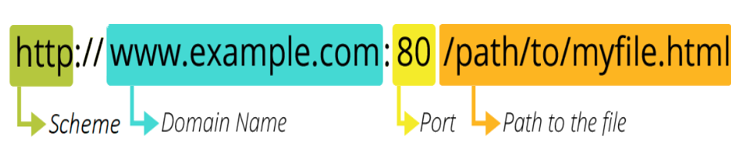 http://www.example.com:80/path/to/myfile.html
Scheme Domain Name Port Path to the file